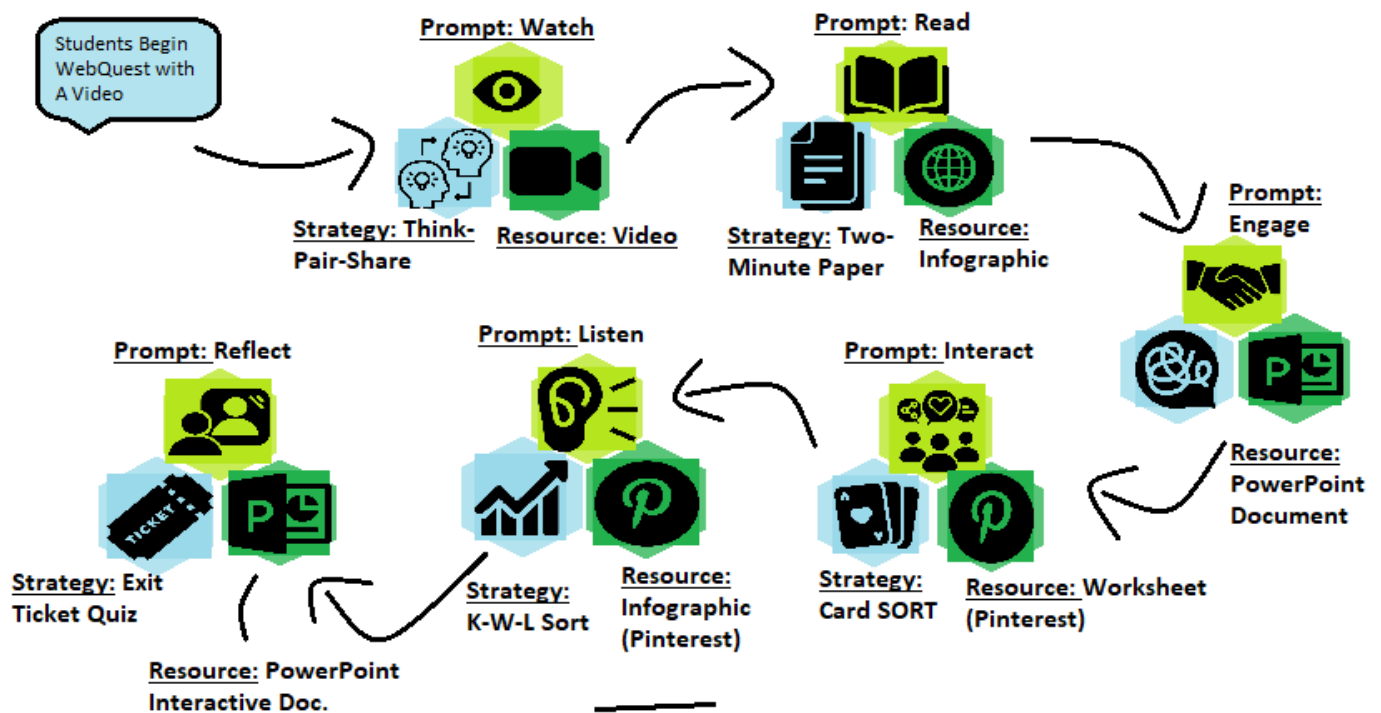 Students Begin
WebQuest with
A Video
Prompt: Watch
Strategy: Think-
Pair-Share
Resource: Video
Prompt: Read
Strategy: Two-
Minute Paper
Resource:
Infographic
Prompt:
Engage
P
Resource:
PowerPoint
Document
Prompt: Interact
A
A
Strategy:
Card SORT
Resource: Worksheet
(Pinterest)
Prompt: Listen
Strategy:
K-W-L Sort
Resource:
Infographic
(Pinterest)
Prompt: Reflect
TICKET
P
Strategy: Exit
Ticket Quiz
Resource: PowerPoint
Interactive Doc.